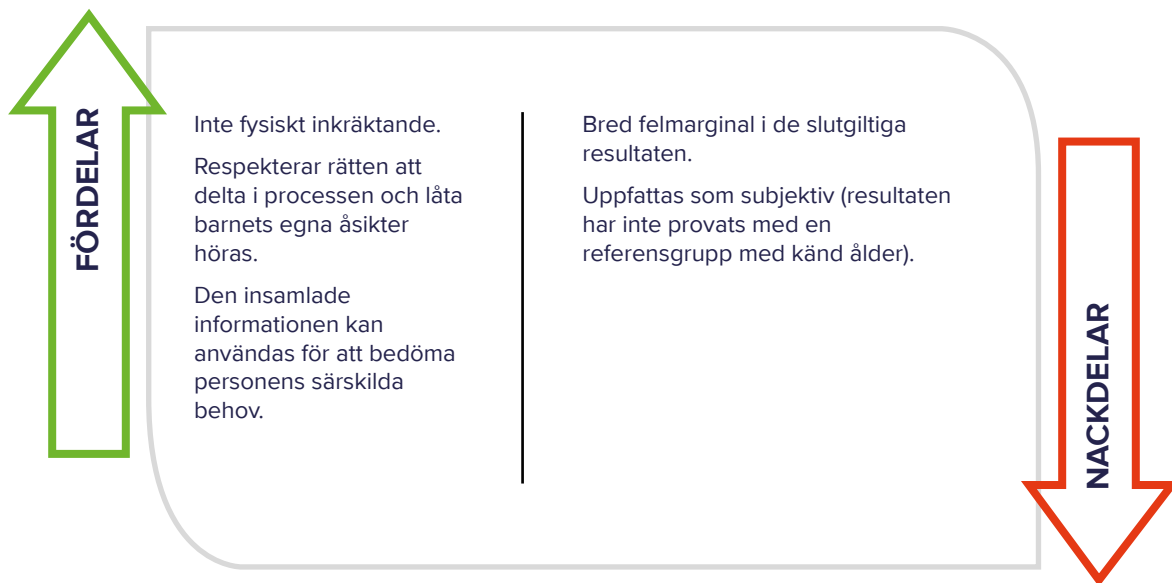 FÖRDELAR
Inte fysiskt inkräktande.
Respekterar rätten att
delta i processen och låta
barnets egna åsikter
höras.
Den insamlade
informationen kan
användas för att bedöma
personens särskilda
behov.
Bred felmarginal i de slutgiltiga
resultaten.
Uppfattas som subjektiv (resultaten
har inte provats med en
referensgrupp med känd ålder).
NACKDELAR